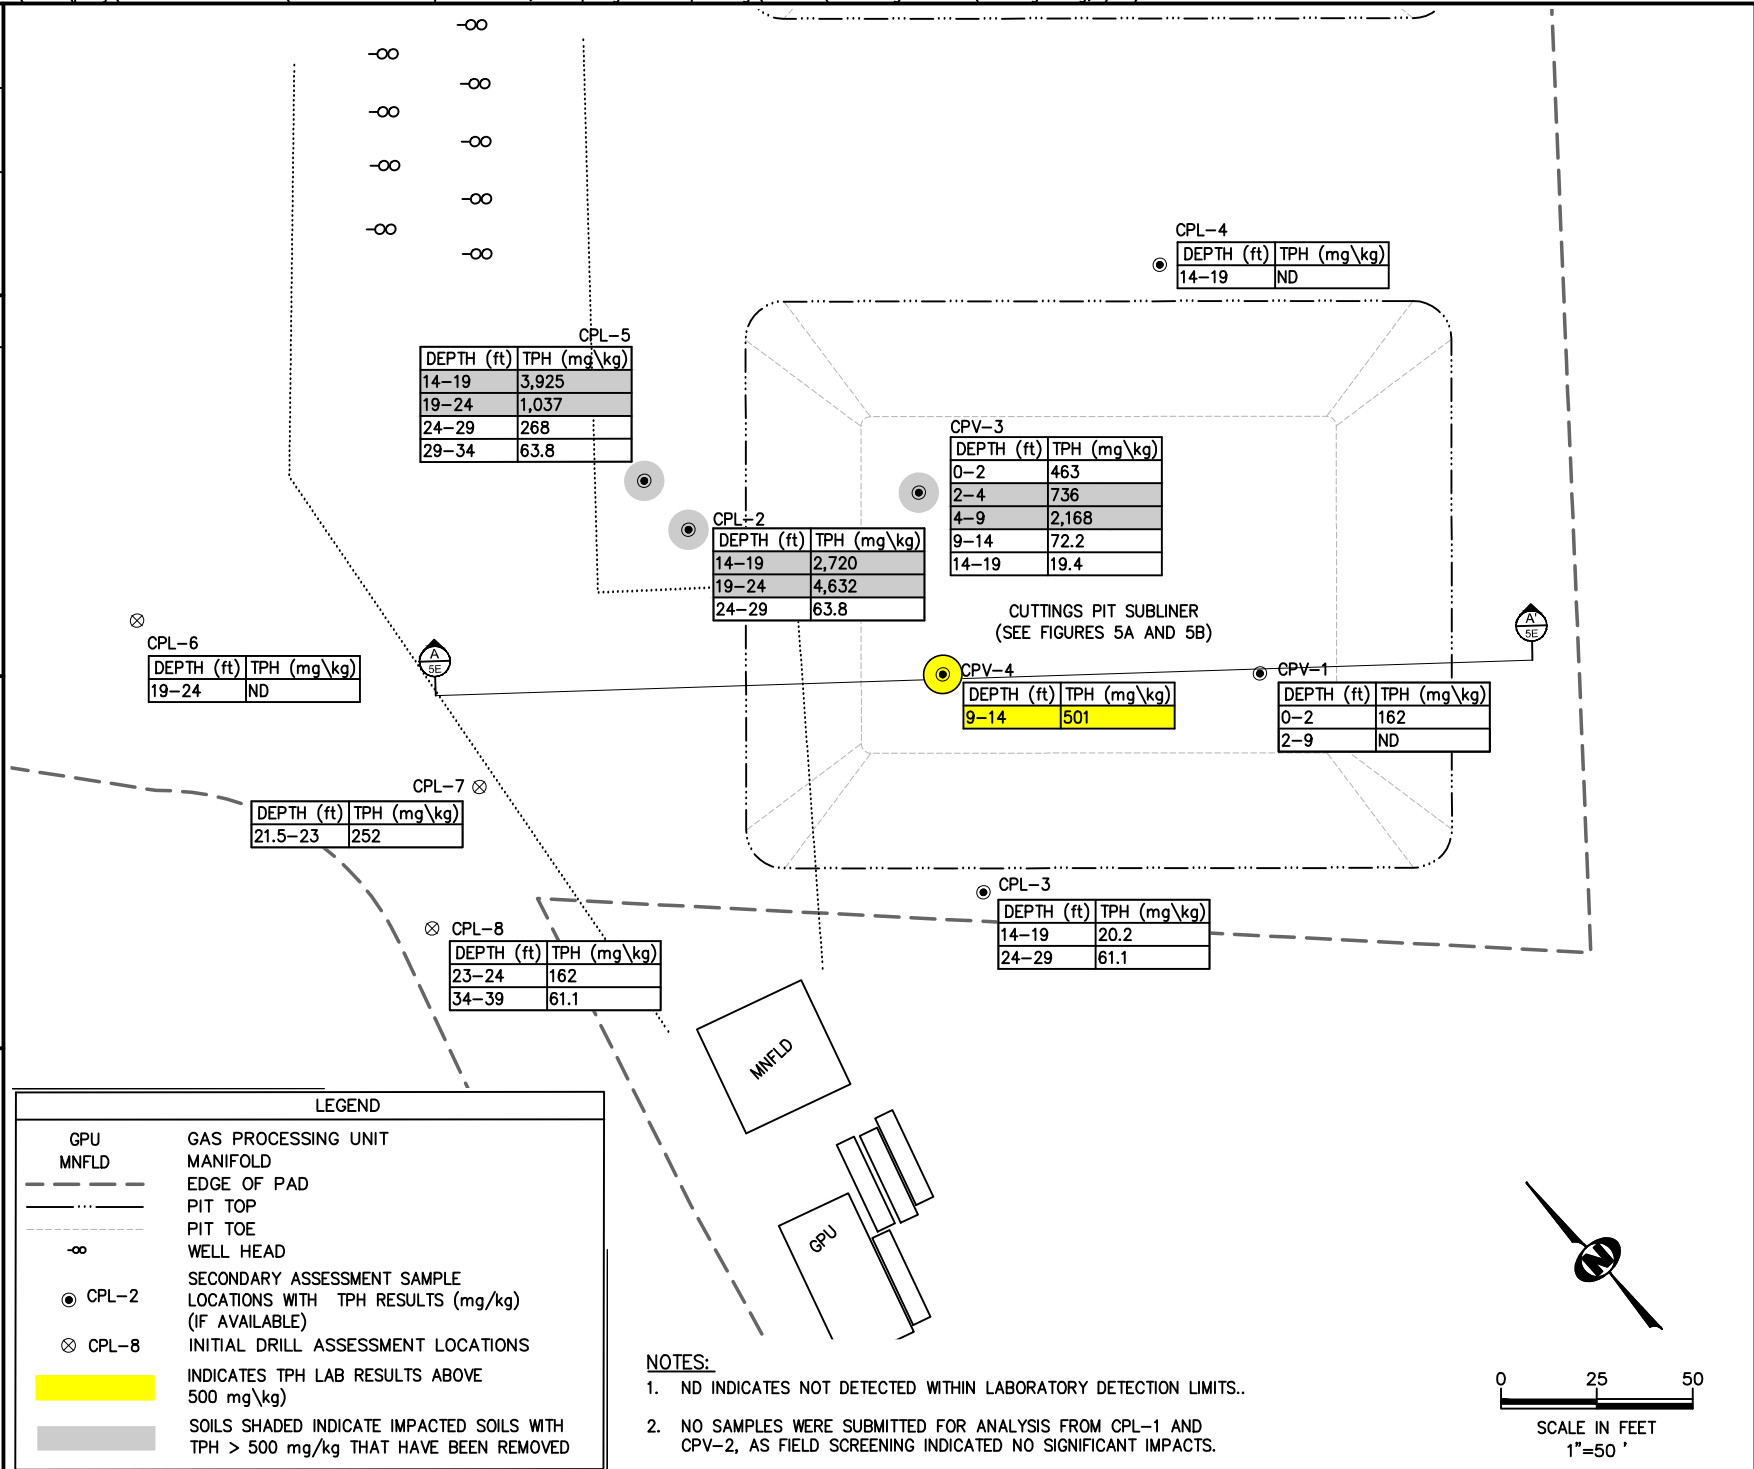 CPL-4
DEPTH (ft) TPH (mg\kg)
14-19 ND
CPL-5
DEPTH (ft) TPH (mg\kg)
14-19 3,925
19-24 1,037
24-29 268
29-34 63.8
CPV-3
DEPTH (ft) TPH (mg\kg)
0-2 463
2-4 736
4-9 2,168
9-14 72.2
14-19 19.4
CPL-2
DEPTH (ft) TPH (mg\kg)
14-19 2,720
19-24 4,632
24-29 63.8
CUTTINGS PIT SUBLINER
(SEE FIGURES 5A AND 5B)
A
5E
A'
5E
CPL-6
DEPTH (ft) TPH (mg\kg)
19-24 ND
CPV-4
DEPTH (ft) TPH (mg\kg)
9-14 501
CPV-1
DEPTH (ft) TPH (mg\kg)
0-2 162
2-9 ND
CPL-7
DEPTH (ft) TPH (mg\kg)
21.5-23 252
CPL-3
DEPTH (ft) TPH (mg\kg)
14-19 20.2
24-29 61.1
CPL-8
DEPTH (ft) TPH (mg\kg)
23-24 162
34-39 61.1
MNFLD
GPU
LEGEND
GPU GAS PROCESSING UNIT
MNFLD MANIFOLD
EDGE OF PAD
PIT TOP
PIT TOE
WELL HEAD
CPL-2 SECONDARY ASSESSMENT SAMPLE
LOCATIONS WITH TPH RESULTS (mg/kg)
(IF AVAILABLE)
CPL-8 INITIAL DRILL ASSESSMENT LOCATIONS
INDICATES TPH LAB RESULTS ABOVE
500 mg\kg)
SOILS SHADED INDICATE IMPACTED SOILS WITH
TPH > 500 mg/kg THAT HAVE BEEN REMOVED
NOTES:
1. ND INDICATES NOT DETECTED WITHIN LABORATORY DETECTION LIMITS..
2. NO SAMPLES WERE SUBMITTED FOR ANALYSIS FROM CPL-1 AND
CPV-2, AS FIELD SCREENING INDICATED NO SIGNIFICANT IMPACTS.
N
0 25 50
SCALE IN FEET
1"=50 '